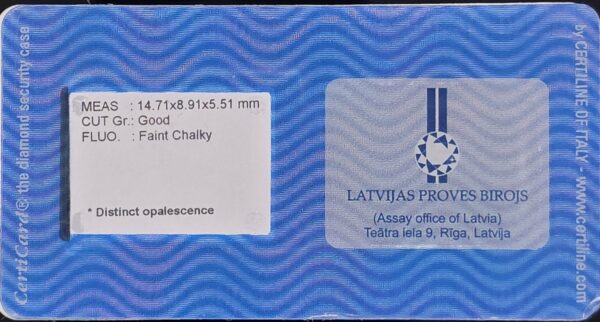 CertiCard® the diamond security case
MEAS : 14.71x8.91x5.51 mm
CUT Gr.: Good
FLUO. : Faint Chalky
* Distinct opalescence
LATVIJAS PROVES BIROJS
(Assay office of Latvia)
Teātra iela 9, Rīga, Latvija
by CERTILINE OF ITALY - www.certiline.com